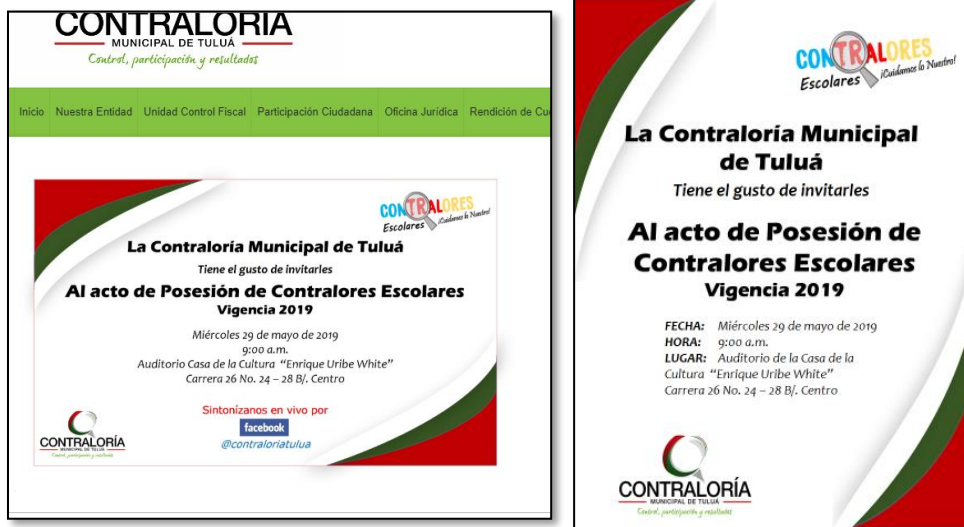 CONTRALORÍA
MUNICIPAL DE TULUÁ
Control, participación y resultados
Inicio Nuestra Entidad Unidad Control Fiscal Participación Ciudadana Oficina Jurídica Rendición de Cu
CONTRALORES
Escolares ¡Cuidamos lo Nuestro!
La Contraloría Municipal de Tuluá
Tiene el gusto de invitarles
Al acto de Posesión de Contralores Escolares
Vigencia 2019
Miércoles 29 de mayo de 2019
9:00 a.m.
Auditorio Casa de la Cultura “Enrique Uribe White”
Carrera 26 No. 24 – 28 B/. Centro
Sintonízanos en vivo por
facebook
@contraloriatulua
CONTRALORÍA
MUNICIPAL DE TULUÁ
Control, participación y resultados
CONTRALORES
Escolares ¡Cuidamos lo Nuestro!
La Contraloría Municipal
de Tuluá
Tiene el gusto de invitarles
Al acto de Posesión de
Contralores Escolares
Vigencia 2019
FECHA: Miércoles 29 de mayo de 2019
HORA: 9:00 a.m.
LUGAR: Auditorio de la Casa de la
Cultura “Enrique Uribe White”
Carrera 26 No. 24 – 28 B/. Centro
CONTRALORÍA
MUNICIPAL DE TULUÁ
Control, participación y resultados